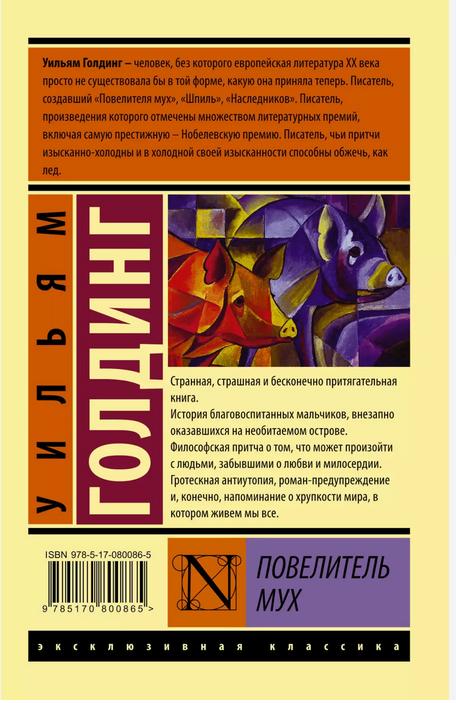 Уильям Голдинг – человек, без которого европейская литература XX века
просто не существовала бы в той форме, какую она приняла теперь. Писатель,
создавший «Повелителя мух», «Шпиль», «Наследников». Писатель,
произведения которого отмечены множеством литературных премий,
включая самую престижную – Нобелевскую премию. Писатель, чьи притчи
изысканно-холодны и в холодной своей изысканности способны обжечь, как
лед.
УИЛЬЯМ
ГОЛДИНГ
Странная, страшная и бесконечно притягательная
книга.
История благовоспитанных мальчиков, внезапно
оказавшихся на необитаемом острове.
Философская притча о том, что может произойти
с людьми, забывшими о любви и милосердии.
Гротескная антиутопия, роман-предупреждение
и, конечно, напоминание о хрупкости мира, в
котором живем мы все.
ISBN 978-5-17-080086-5
9 785170 800865>
N
ПОВЕЛИТЕЛЬ
МУХ
эксклюзивная классика